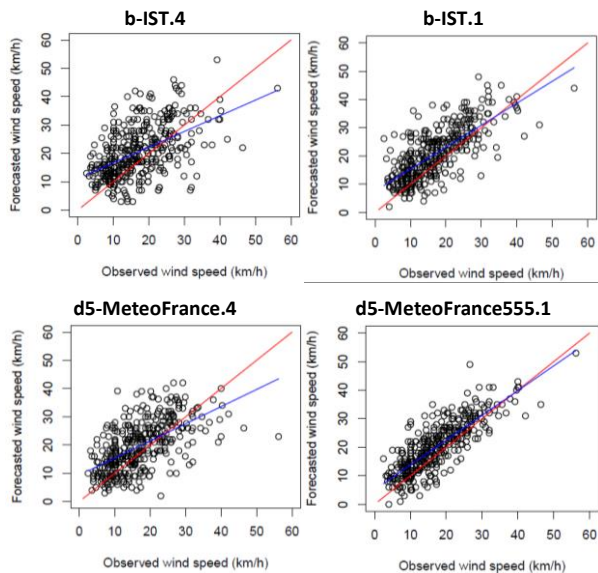 b-IST.4
b-IST.1
Forecasted wind speed (km/h)
60
50
40
30
20
10
0
0 10 20 30 40 50 60
Observed wind speed (km/h)
Forecasted wind speed (km/h)
60
50
40
30
20
10
0
0 10 20 30 40 50 60
Observed wind speed (km/h)
d5-MeteoFrance.4
d5-MeteoFrance555.1
Forecasted wind speed (km/h)
60
50
40
30
20
10
0
0 10 20 30 40 50 60
Observed wind speed (km/h)
Forecasted wind speed (km/h)
60
50
40
30
20
10
0
0 10 20 30 40 50 60
Observed wind speed (km/h)